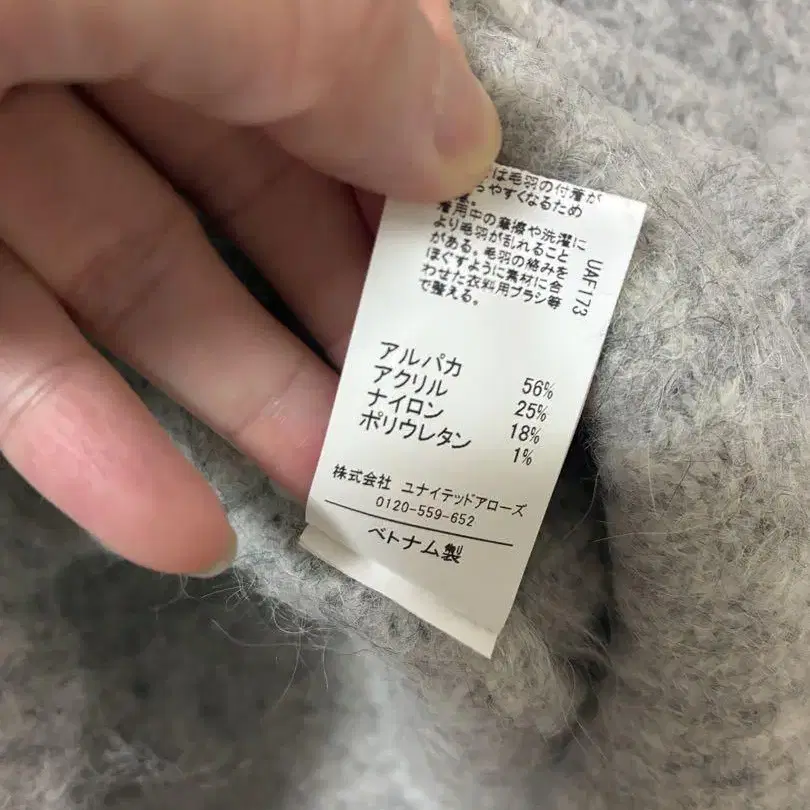 は毛羽の付着が
やすくなるため
着用中の摩擦や洗濯に
より毛羽が乱れること
がある。毛羽の絡みを
ほぐすように素材に合
わせた衣料用ブラシ等
で整える。
UAF173
アルパカ 56%
アクリル 25%
ナイロン 18%
ポリウレタン 1%
株式会社 ユナイテッドアローズ
0120-559-652
ベトナム製